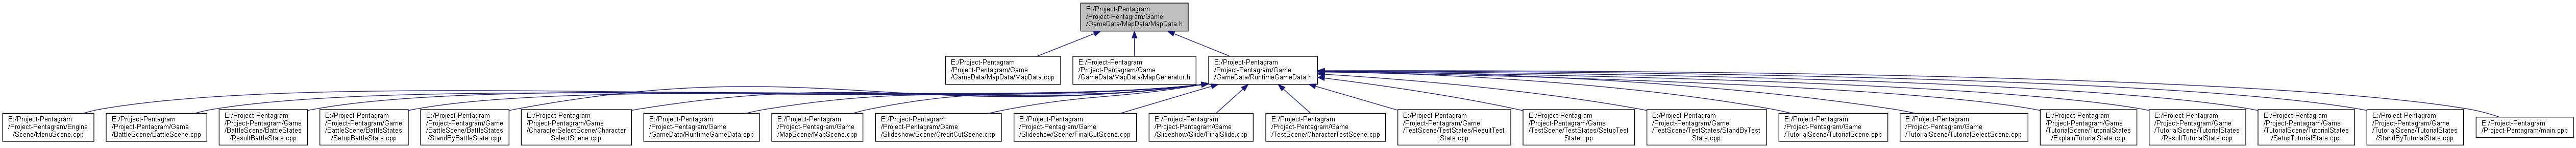 E:/Project-Pentagram
/Project-Pentagram/Game
/GameData/MapData/MapData.h
E:/Project-Pentagram
/Project-Pentagram/Game
/GameData/MapData/MapData.cpp
E:/Project-Pentagram
/Project-Pentagram/Game
/GameData/MapData/MapGenerator.h
E:/Project-Pentagram
/Project-Pentagram/Game
/GameData/RuntimeGameData.h
E:/Project-Pentagram
/Project-Pentagram/Engine
/Scene/MenuScene.cpp
E:/Project-Pentagram
/Project-Pentagram/Game
/BattleScene/BattleScene.cpp
E:/Project-Pentagram
/Project-Pentagram/Game
/BattleScene/BattleStates
/ResultBattleState.cpp
E:/Project-Pentagram
/Project-Pentagram/Game
/BattleScene/BattleStates
/SetupBattleState.cpp
E:/Project-Pentagram
/Project-Pentagram/Game
/BattleScene/BattleStates
/StandByBattleState.cpp
E:/Project-Pentagram
/Project-Pentagram/Game
/CharacterSelectScene/Character
SelectScene.cpp
E:/Project-Pentagram
/Project-Pentagram/Game
/GameData/RuntimeGameData.cpp
E:/Project-Pentagram
/Project-Pentagram/Game
/MapScene/MapScene.cpp
E:/Project-Pentagram
/Project-Pentagram/Game
/Slideshow/Scene/CreditCutScene.cpp
E:/Project-Pentagram
/Project-Pentagram/Game
/Slideshow/Scene/FinalCutScene.cpp
E:/Project-Pentagram
/Project-Pentagram/Game
/Slideshow/Slide/FinalSlide.cpp
E:/Project-Pentagram
/Project-Pentagram/Game
/TestScene/CharacterTestScene.cpp
E:/Project-Pentagram
/Project-Pentagram/Game
/TestScene/TestStates/ResultTest
State.cpp
E:/Project-Pentagram
/Project-Pentagram/Game
/TestScene/TestStates/SetupTest
State.cpp
E:/Project-Pentagram
/Project-Pentagram/Game
/TestScene/TestStates/StandByTest
State.cpp
E:/Project-Pentagram
/Project-Pentagram/Game
/TutorialScene/TutorialScene.cpp
E:/Project-Pentagram
/Project-Pentagram/Game
/TutorialScene/TutorialSelectScene.cpp
E:/Project-Pentagram
/Project-Pentagram/Game
/TutorialScene/TutorialStates
/ExplainTutorialState.cpp
E:/Project-Pentagram
/Project-Pentagram/Game
/TutorialScene/TutorialStates
/ResultTutorialState.cpp
E:/Project-Pentagram
/Project-Pentagram/Game
/TutorialScene/TutorialStates
/SetupTutorialState.cpp
E:/Project-Pentagram
/Project-Pentagram/Game
/TutorialScene/TutorialStates
/StandByTutorialState.cpp
E:/Project-Pentagram
/Project-Pentagram/main.cpp